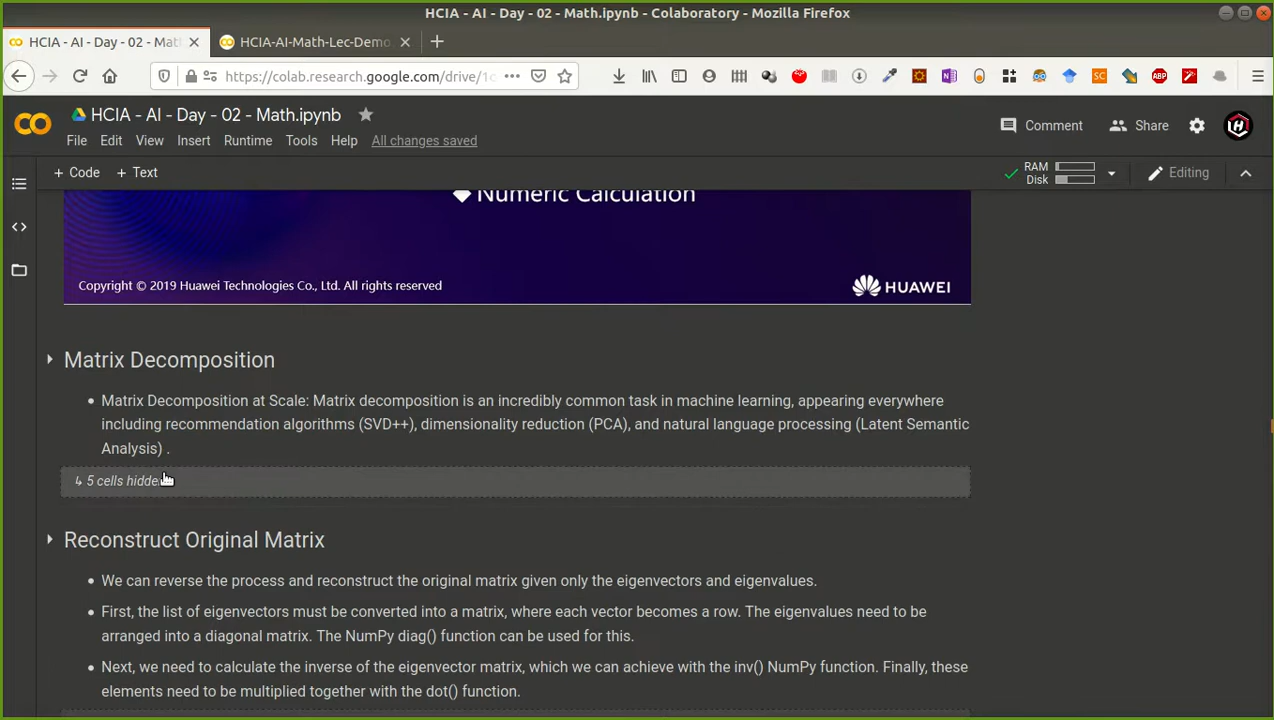 HCIA - AI - Day - 02 - Math.ipynb - Colaboratory - Mozilla Firefox
HCIA - AI - Day - 02 - Mat
HCIA-AI-Math-Lec-Demo.
https://colab.research.google.com/drive/1
HCIA - AI - Day - 02 - Math.ipynb
Comment
Share
File Edit View Insert Runtime Tools Help All changes saved
+ Code + Text
RAM
Disk
Editing
◆ Numeric Calculation
Copyright © 2019 Huawei Technologies Co., Ltd. All rights reserved
HUAWEI
Matrix Decomposition
• Matrix Decomposition at Scale: Matrix decomposition is an incredibly common task in machine learning, appearing everywhere
including recommendation algorithms (SVD++), dimensionality reduction (PCA), and natural language processing (Latent Semantic
Analysis) .
↳ 5 cells hidden
Reconstruct Original Matrix
• We can reverse the process and reconstruct the original matrix given only the eigenvectors and eigenvalues.
• First, the list of eigenvectors must be converted into a matrix, where each vector becomes a row. The eigenvalues need to be
arranged into a diagonal matrix. The NumPy diag() function can be used for this.
• Next, we need to calculate the inverse of the eigenvector matrix, which we can achieve with the inv() NumPy function. Finally, these
elements need to be multiplied together with the dot() function.